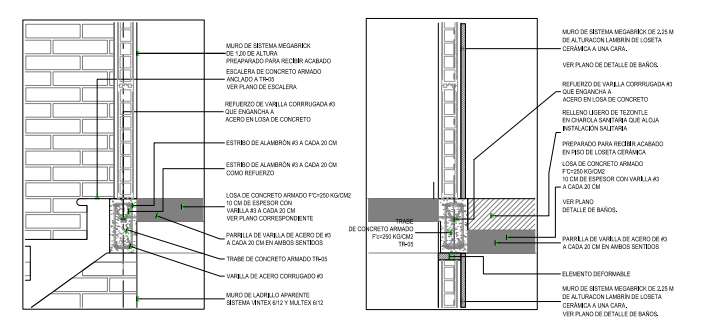 MURO DE SISTEMA MEGABRICK
DE 1,00 DE ALTURA
PREAPARADO PARA RECIBIR ACABADO
ESCALERA DE CONCRETO ARMADO
ANCLADO A TR-05
VER PLANO DE ESCALERA
REFUERZO DE VARILLA CORRRUGADA #3
QUE ENGANCHA A
ACERO EN LOSA DE CONCRETO
ESTRIBO DE ALAMBRÓN #3 A CADA 20 CM
ESTRIBO DE ALAMBRÓN #3 A CADA 20 CM
COMO REFUERZO
LOSA DE CONCRETO ARMADO F'C=250 KG/CM2
10 CM DE ESPESOR CON
VARILLA #3 A CADA 20 CM
VER PLANO CORRESPONDIENTE
PARRILLA DE VARILLA DE ACERO DE #3
A CADA 20 CM EN AMBOS SENTIDOS
TRABE DE CONCRETO ARMADO TR-05
VARILLA DE ACERO CORRUGADO #3
MURO DE LADRILLO APARENTE
SISTEMA VINTEX 6/12 Y MULTEX 6/12
MURO DE SISTEMA MEGABRICK DE 2,25 M
DE ALTURACON LAMBRÍN DE LOSETA
CERÁMICA A UNA CARA.
VER PLANO DE DETALLE DE BAÑOS.
REFUERZO DE VARILLA CORRRUGADA #3
QUE ENGANCHA A
ACERO EN LOSA DE CONCRETO
RELLENO LIGERO DE TEZONTLE
EN CHAROLA SANITARIA QUE ALOJA
INSTALACIÓN SALITARIA
PREPARADO PARA RECIBIR ACABADO
EN PISO DE LOSETA CERÁMICA
LOSA DE CONCRETO ARMADO
F'C=250 KG/CM2
10 CM DE ESPESOR CON VARILLA #3
A CADA 20 CM
VER PLANO
DETALLE DE BAÑOS.
TRABE
DE CONCRETO ARMADO
F'c=250 KG/CM2
TR-05
PARRILLA DE VARILLA DE ACERO DE #3
A CADA 20 CM EN AMBOS SENTIDOS
ELEMENTO DEFORMABLE
MURO DE SISTEMA MEGABRICK DE 2,25 M
DE ALTURACON LAMBRÍN DE LOSETA
CERÁMICA A UNA CARA.
VER PLANO DE DETALLE DE BAÑOS.